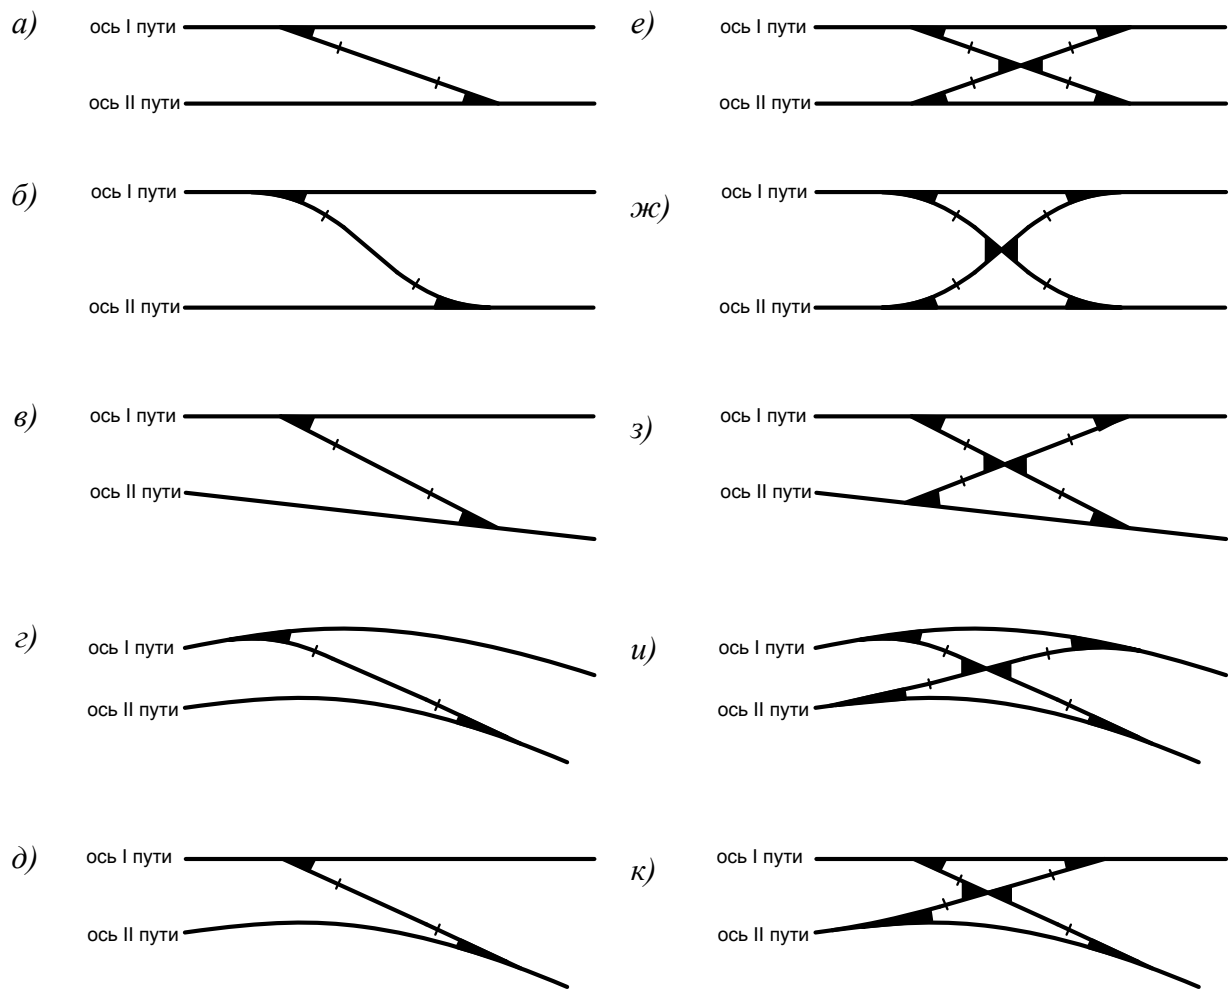 а)
ось I пути
ось II пути
б)
ось I пути
ось II пути
в)
ось I пути
ось II пути
г)
ось I пути
ось II пути
д)
ось I пути
ось II пути
е)
ось I пути
ось II пути
ж)
ось I пути
ось II пути
з)
ось I пути
ось II пути
и)
ось I пути
ось II пути
к)
ось I пути
ось II пути